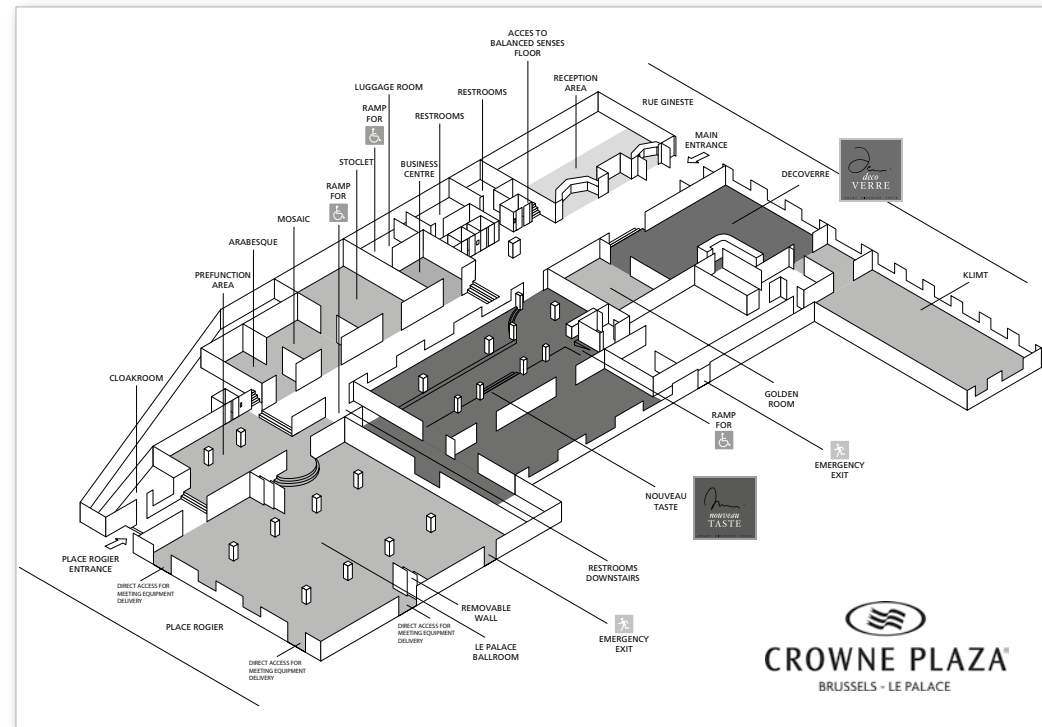 ACCES TO
BALANCED SENSES
FLOOR
RECEPTION
AREA
LUGGAGE ROOM
RESTROOMS
RUE GINESTE
RAMP
FOR
RESTROOMS
MAIN
ENTRANCE
STOCLET
BUSINESS
CENTRE
DECOVERRE
deco
VERRE
RAMP
FOR
MOSAIC
ARABESQUE
PREFUNCTION
AREA
KLIMT
CLOAKROOM
GOLDEN
ROOM
RAMP
FOR
EMERGENCY
EXIT
NOUVEAU
TASTE
nouveau
TASTE
PLACE ROGIER
ENTRANCE
RESTROOMS
DOWNSTAIRS
DIRECT ACCESS FOR
MEETING EQUIPMENT
DELIVERY
REMOVABLE
WALL
PLACE ROGIER
DIRECT ACCESS FOR
MEETING EQUIPMENT
DELIVERY
EMERGENCY
EXIT
LE PALACE
BALLROOM
DIRECT ACCESS FOR
MEETING EQUIPMENT
DELIVERY
CROWNE PLAZA®
BRUSSELS - LE PALACE